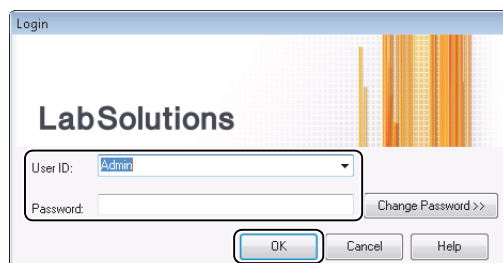 Login
LabSolutions
User ID: Admin
Password:
Change Password >>
OK Cancel Help